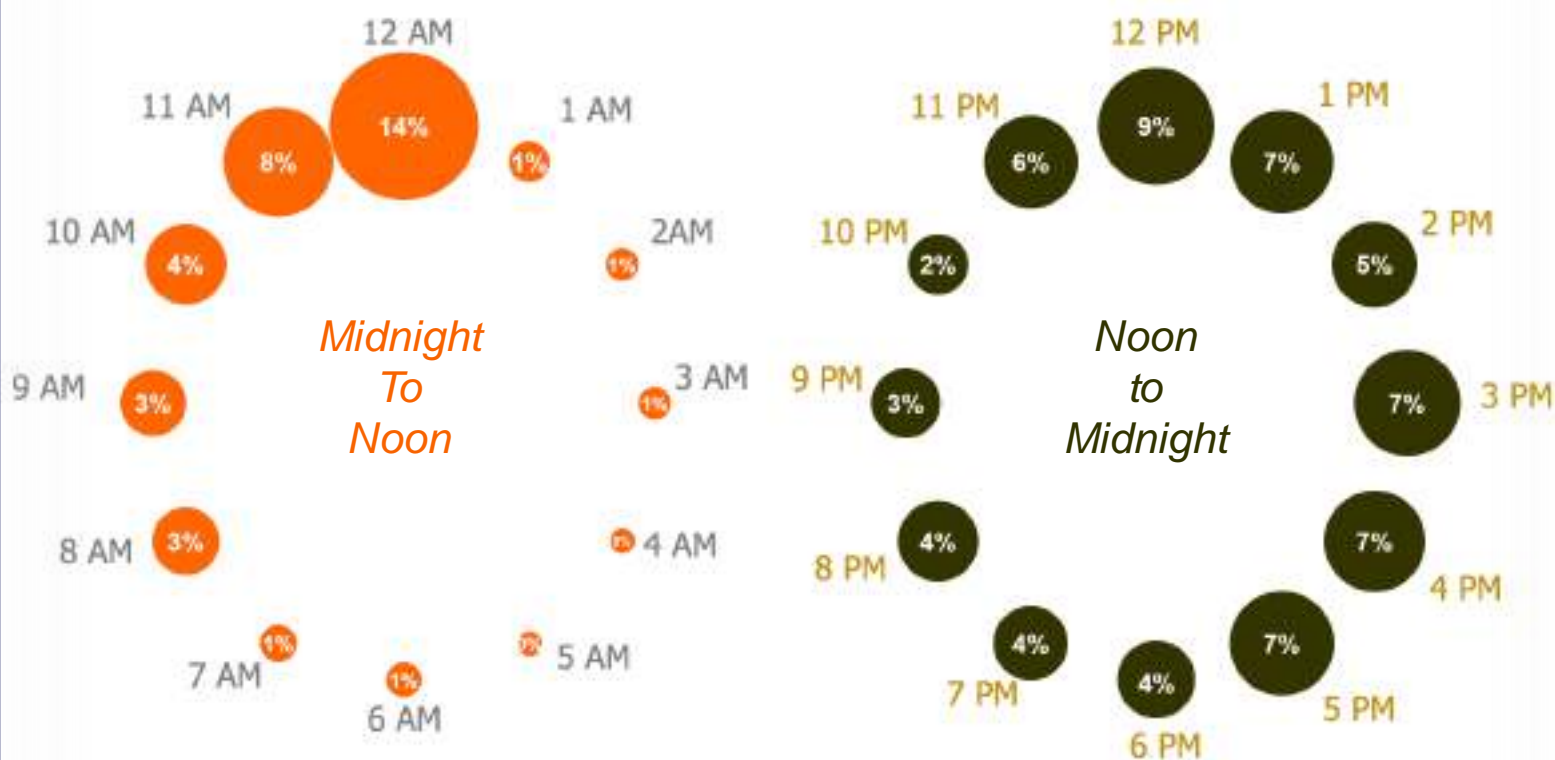 12 AM
14%
1 AM
1%
2AM
1%
3 AM
1%
4 AM
5 AM
6 AM
1%
7 AM
1%
8 AM
3%
9 AM
3%
10 AM
4%
11 AM
8%
Midnight
To
Noon
12 PM
9%
1 PM
7%
2 PM
5%
3 PM
7%
4 PM
7%
5 PM
7%
6 PM
4%
7 PM
4%
8 PM
4%
9 PM
3%
10 PM
2%
11 PM
6%
Noon
to
Midnight